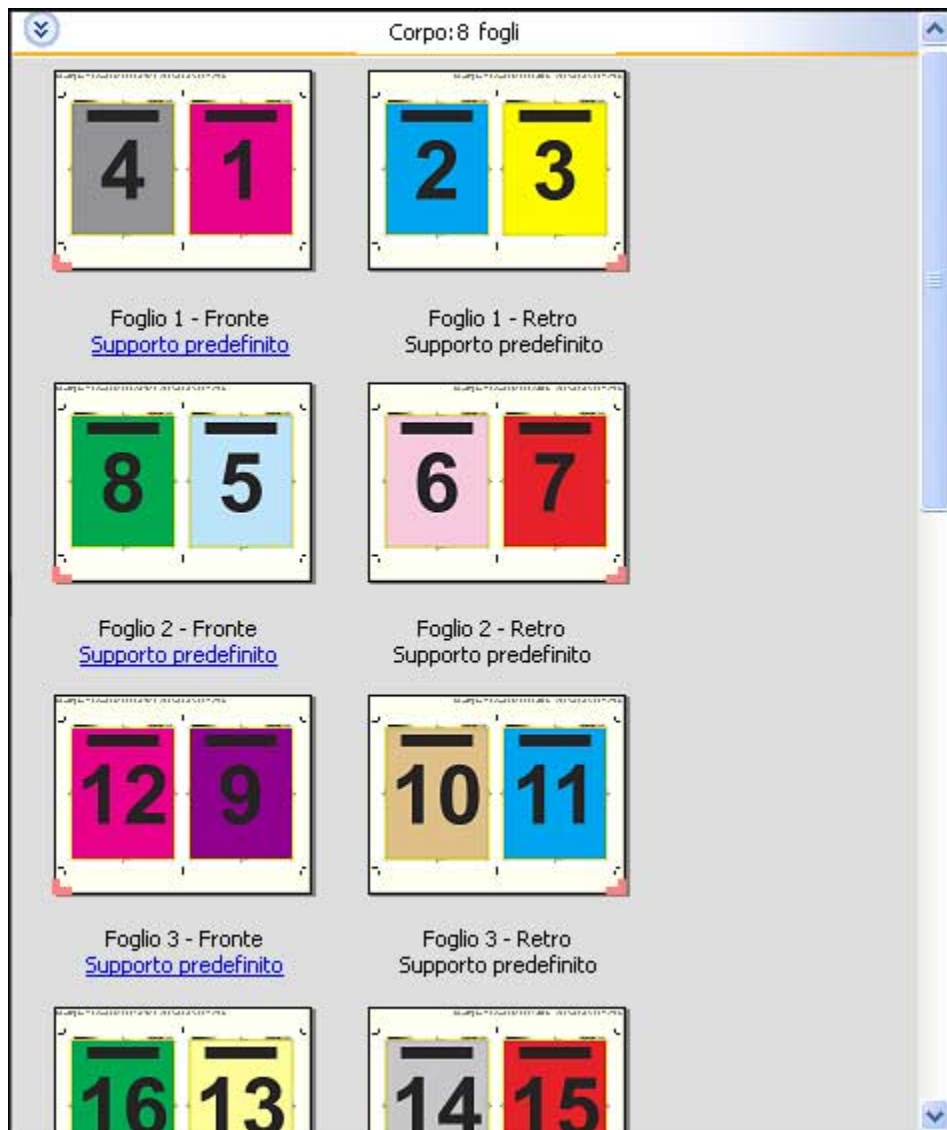 Corpo:8 fogli
4 1 2 3
Foglio 1 - Fronte Foglio 1 - Retro
Supporto predefinito Supporto predefinito
8 5 6 7
Foglio 2 - Fronte Foglio 2 - Retro
Supporto predefinito Supporto predefinito
12 9 10 11
Foglio 3 - Fronte Foglio 3 - Retro
Supporto predefinito Supporto predefinito
16 13 14 15